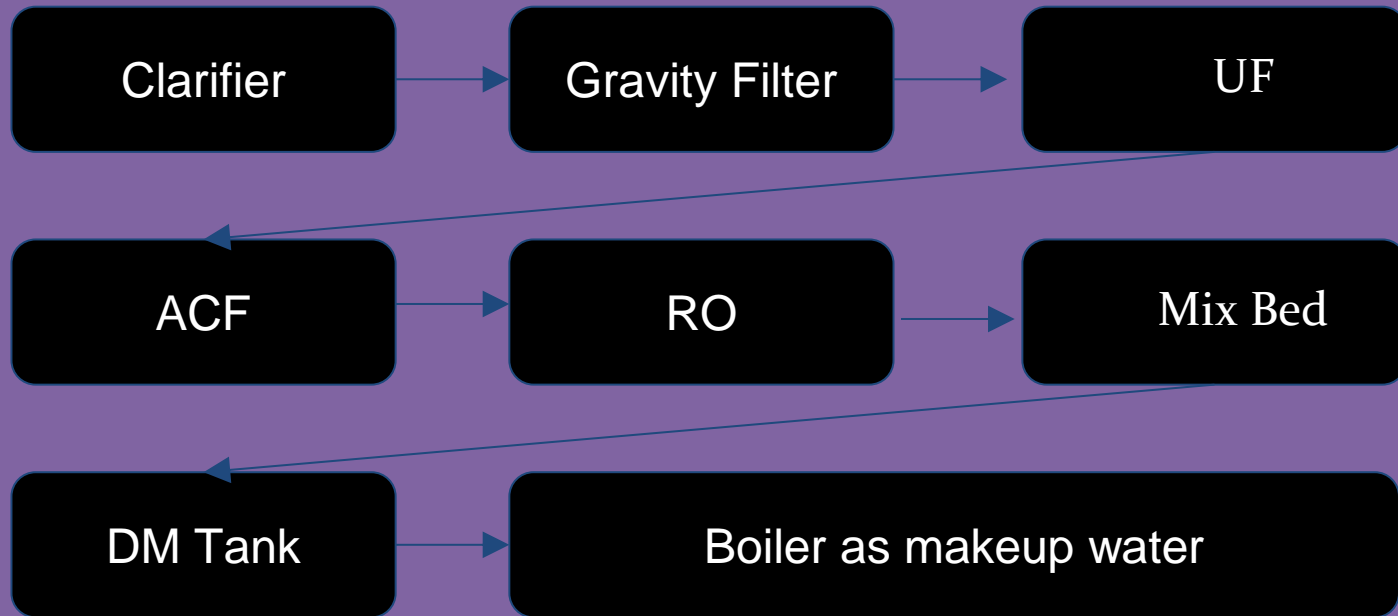 Clarifier
Gravity Filter
UF
ACF
RO
Mix Bed
DM Tank
Boiler as makeup water